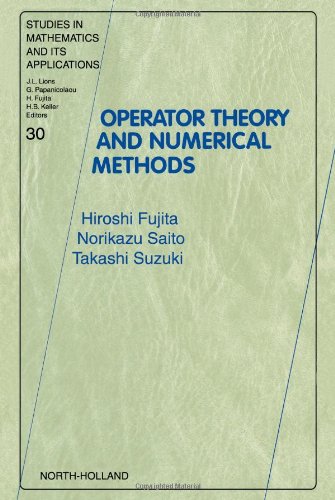 STUDIES IN
MATHEMATICS
AND ITS
APPLICATIONS
J.L. Lions
G. Papanicolaou
H. Fujita
H.B. Keller
Editors
30
OPERATOR THEORY
AND NUMERICAL
METHODS
Hiroshi Fujita
Norikazu Saito
Takashi Suzuki
NORTH-HOLLAND